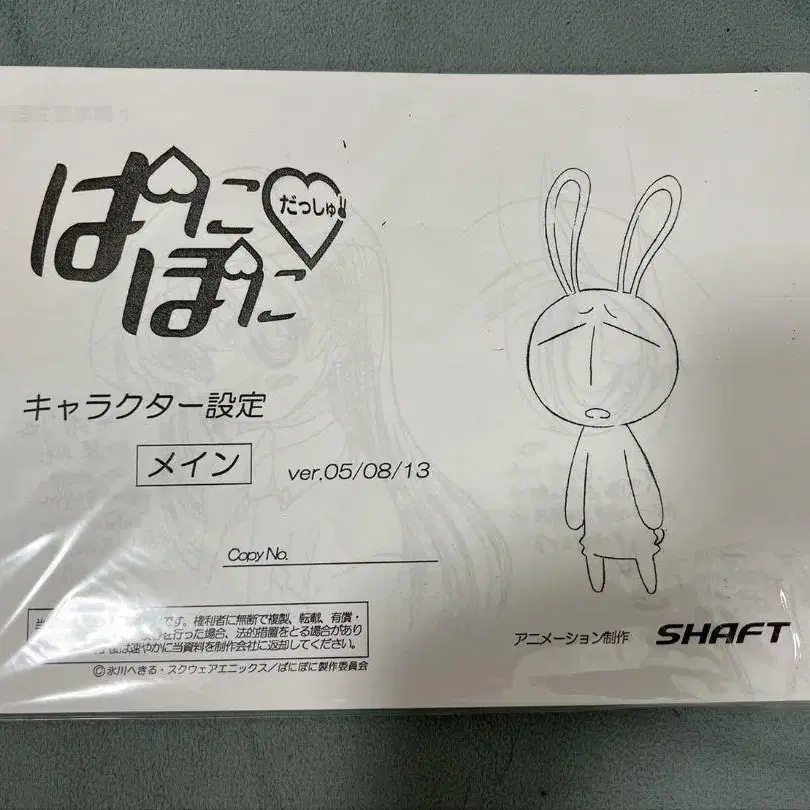 ぱにぽに
だっしゅ!
キャラクター設定
メイン
ver.05/08/13
Copy No.
です。権利者に無断で複製、転載、有償・
を行った場合、法的措置をとる場合があり
後は速やかに当資料を制作会社に返却してください。
©氷川へきる・スクウェアエニックス/ぱにぽに製作委員会
アニメーション制作 SHAFT